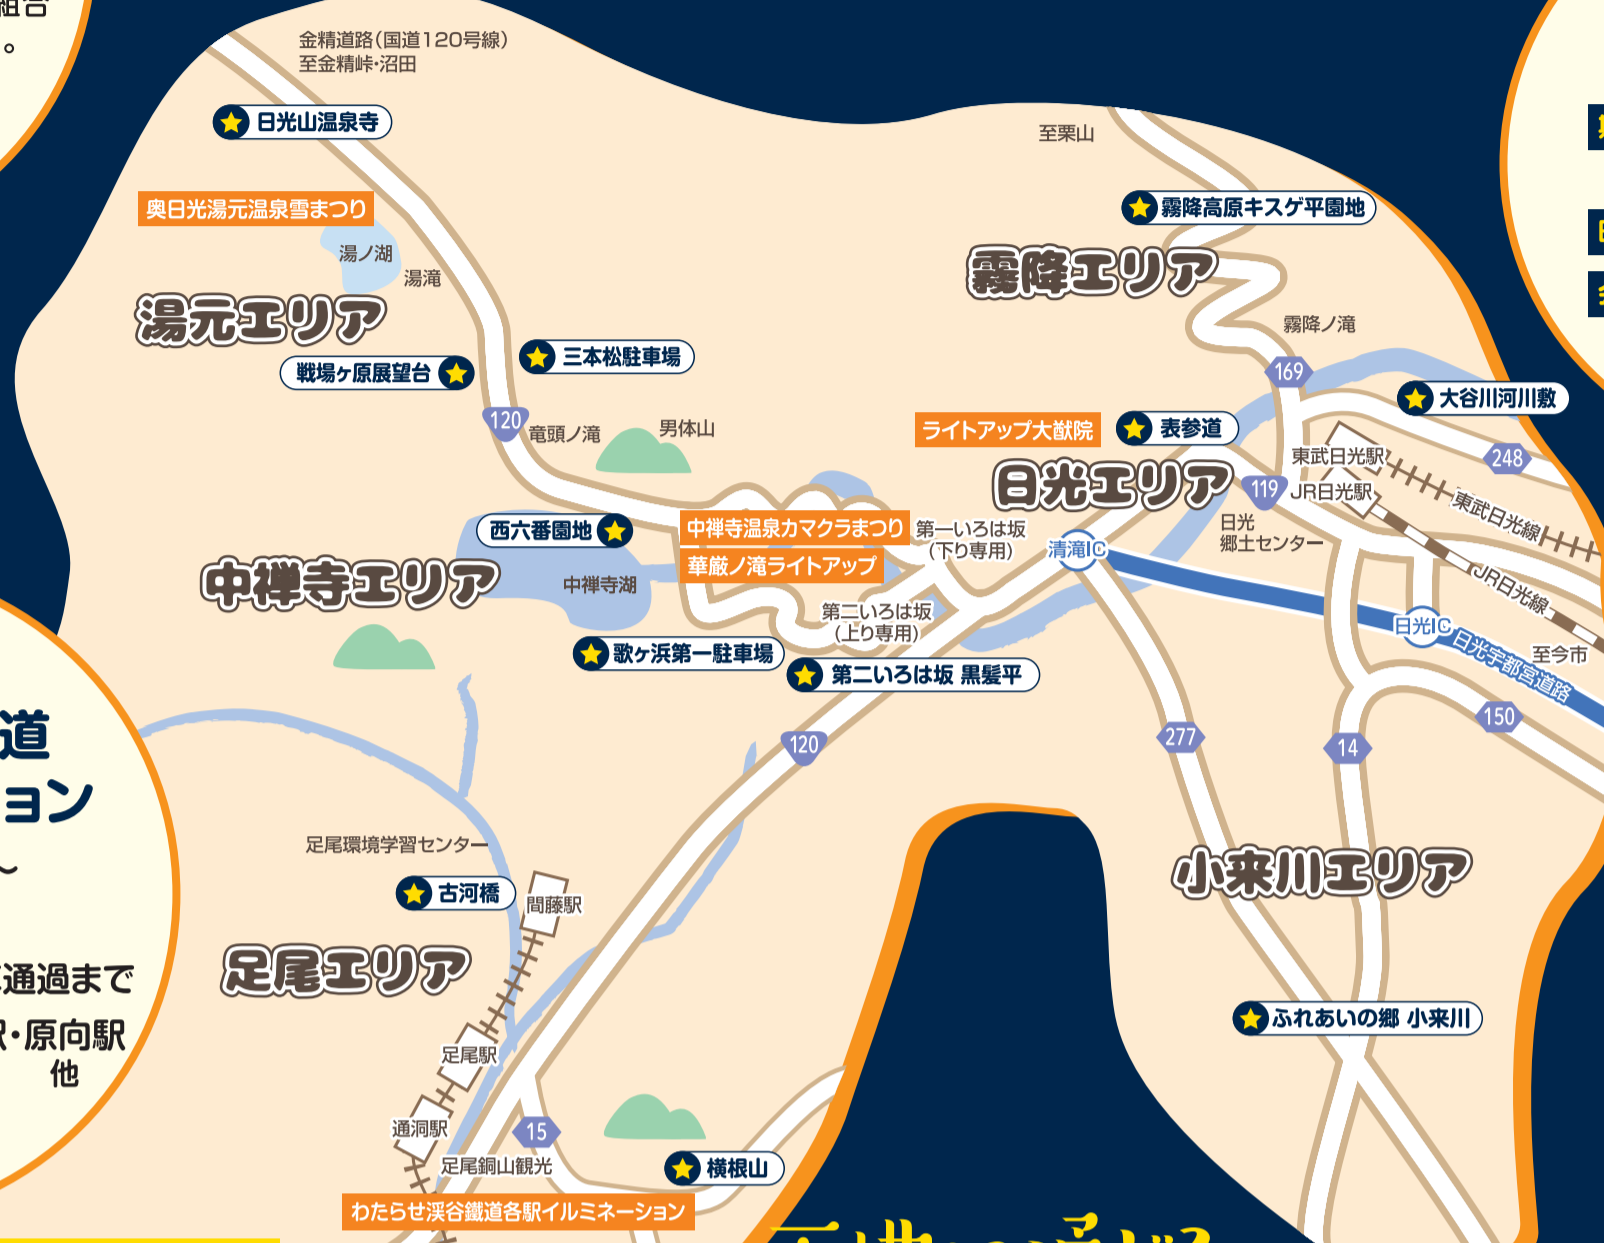 組合
。
金精道路(国道120号線)
至金精峠・沼田
日光山温泉寺
奥日光湯元温泉雪まつり
湯ノ湖
湯滝
湯元エリア
戦場ヶ原展望台
三本松駐車場
120
竜頭ノ滝
男体山
至栗山
霧降高原キスゲ平園地
霧降エリア
霧降ノ滝
169
大谷川河川敷
ライトアップ大猷院
表参道
日光エリア
248
東武日光駅
119
JR日光駅
東武日光線
日光
郷土センター
JR日光線
西六番園地
中禅寺温泉カマクラまつり
華厳ノ滝ライトアップ
第一いろは坂
(下り専用)
清滝IC
中禅寺エリア
中禅寺湖
第二いろは坂
(上り専用)
日光IC
日光宇都宮道路
至今市
歌ヶ浜第一駐車場
第二いろは坂 黒髪平
120
277
14
150
道
ョン
〜
通過まで
駅・原向駅
他
足尾環境学習センター
古河橋
間藤駅
足尾エリア
足尾駅
通洞駅
15
足尾銅山観光
横根山
わたらせ渓谷鐵道各駅イルミネーション
小来川エリア
ふれあいの郷 小来川